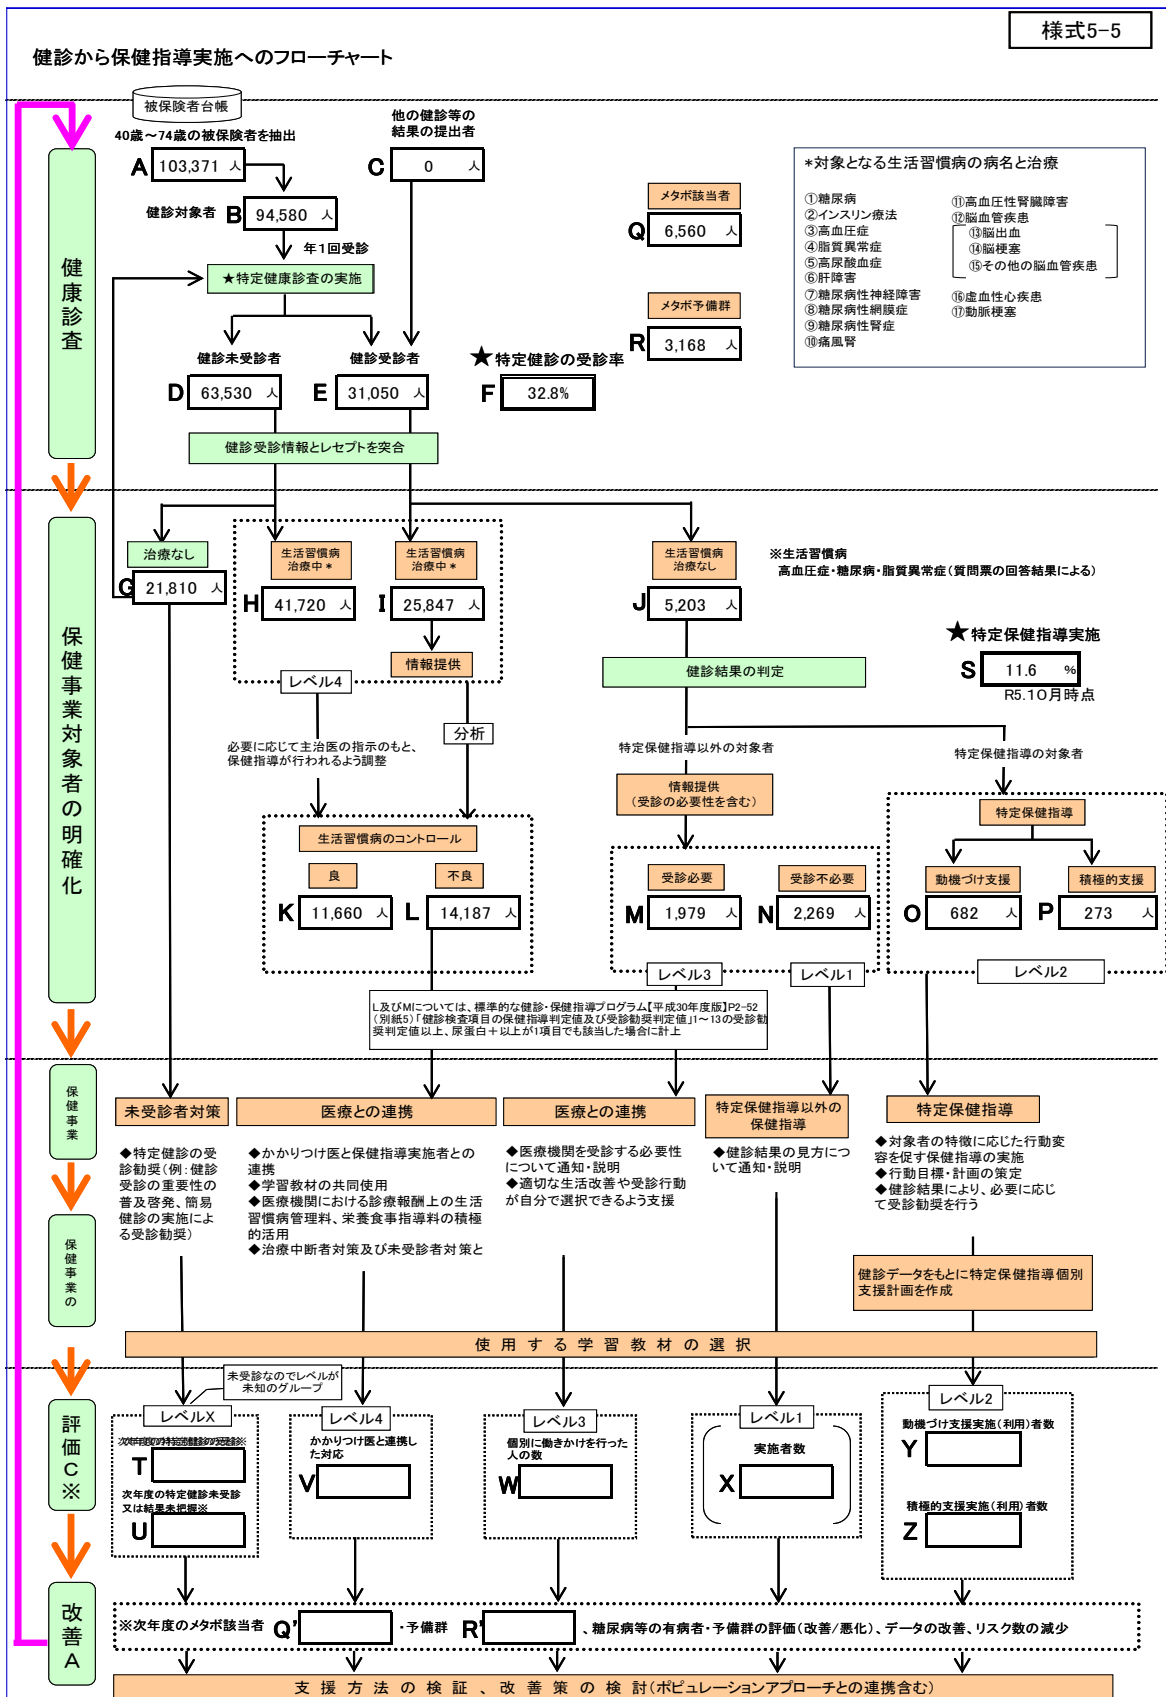 様式5-5
健診から保健指導実施へのフローチャート
被保険者台帳
40歳～74歳の被保険者を抽出
A 103,371 人
他の健診等の
結果の提出者
C 0 人
健診対象者 B 94,580 人
年1回受診
★特定健康診査の実施
メタボ該当者
Q 6,560 人
メタボ予備群
R 3,168 人
*対象となる生活習慣病の病名と治療
①糖尿病
②インスリン療法
③高血圧症
④脂質異常症
⑤高尿酸血症
⑥肝障害
⑦糖尿病性神経障害
⑧糖尿病性網膜症
⑨糖尿病性腎症
⑩痛風腎
⑪高血圧性腎臓障害
⑫脳血管疾患
⑬脳出血
⑭脳梗塞
⑮その他の脳血管疾患
⑯虚血性心疾患
⑰動脈梗塞
健康診査
健診未受診者
D 63,530 人
健診受診者
E 31,050 人
★特定健診の受診率
F 32.8%
健診受診情報とレセプトを突合
保健事業対象者の明確化
治療なし
G 21,810 人
生活習慣病
治療中*
H 41,720 人
生活習慣病
治療中*
I 25,847 人
情報提供
レベル4
生活習慣病
治療なし
J 5,203 人
※生活習慣病
高血圧症・糖尿病・脂質異常症(質問票の回答結果による)
★特定保健指導実施
S 11.6 %
R5.10月時点
健診結果の判定
分析
必要に応じて主治医の指示のもと、
保健指導が行われるよう調整
特定保健指導以外の対象者
特定保健指導の対象者
情報提供
(受診の必要性を含む)
特定保健指導
生活習慣病のコントロール
良
K 11,660 人
不良
L 14,187 人
受診必要
M 1,979 人
受診不必要
N 2,269 人
動機づけ支援
O 682 人
積極的支援
P 273 人
レベル3
レベル1
レベル2
L及びMについては、標準的な健診・保健指導プログラム【平成30年度版】P2-52
(別紙5)「健診検査項目の保健指導判定値及び受診勧奨判定値」1～13の受診勧
奨判定値以上、尿蛋白＋以上が1項目でも該当した場合に計上
保健事業
未受診者対策
医療との連携
医療との連携
特定保健指導以外の
保健指導
特定保健指導
◆特定健診の受
診勧奨(例:健診
受診の重要性の
普及啓発、簡易
健診の実施によ
る受診勧奨)
◆かかりつけ医と保健指導実施者との
連携
◆学習教材の共同使用
◆医療機関における診療報酬上の生活
習慣病管理料、栄養食事指導料の積極
的活用
◆治療中断者対策及び未受診者対策と
◆医療機関を受診する必要性
について通知・説明
◆適切な生活改善や受診行動
が自分で選択できるよう支援
◆健診結果の見方につ
いて通知・説明
◆対象者の特徴に応じた行動変
容を促す保健指導の実施
◆行動目標・計画の策定
◆健診結果により、必要に応じ
て受診勧奨を行う
保健事業の
健診データをもとに特定保健指導個別
支援計画を作成
使用する学習教材の選択
未受診なのでレベルが
未知のグループ
評価C※
レベルX
T
次年度の特定健診未受診
又は結果未把握※
U
レベル4
かかりつけ医と連携し
た対応
V
レベル3
個別に働きかけを行った
人の数
W
レベル1
実施者数
X
レベル2
動機づけ支援実施(利用)者数
Y
積極的支援実施(利用)者数
Z
改善A
※次年度のメタボ該当者 Q' ・予備群 R' 、糖尿病等の有病者・予備群の評価(改善/悪化)、データの改善、リスク数の減少
支援方法の検証、改善策の検討(ポピュレーションアプローチとの連携含む)